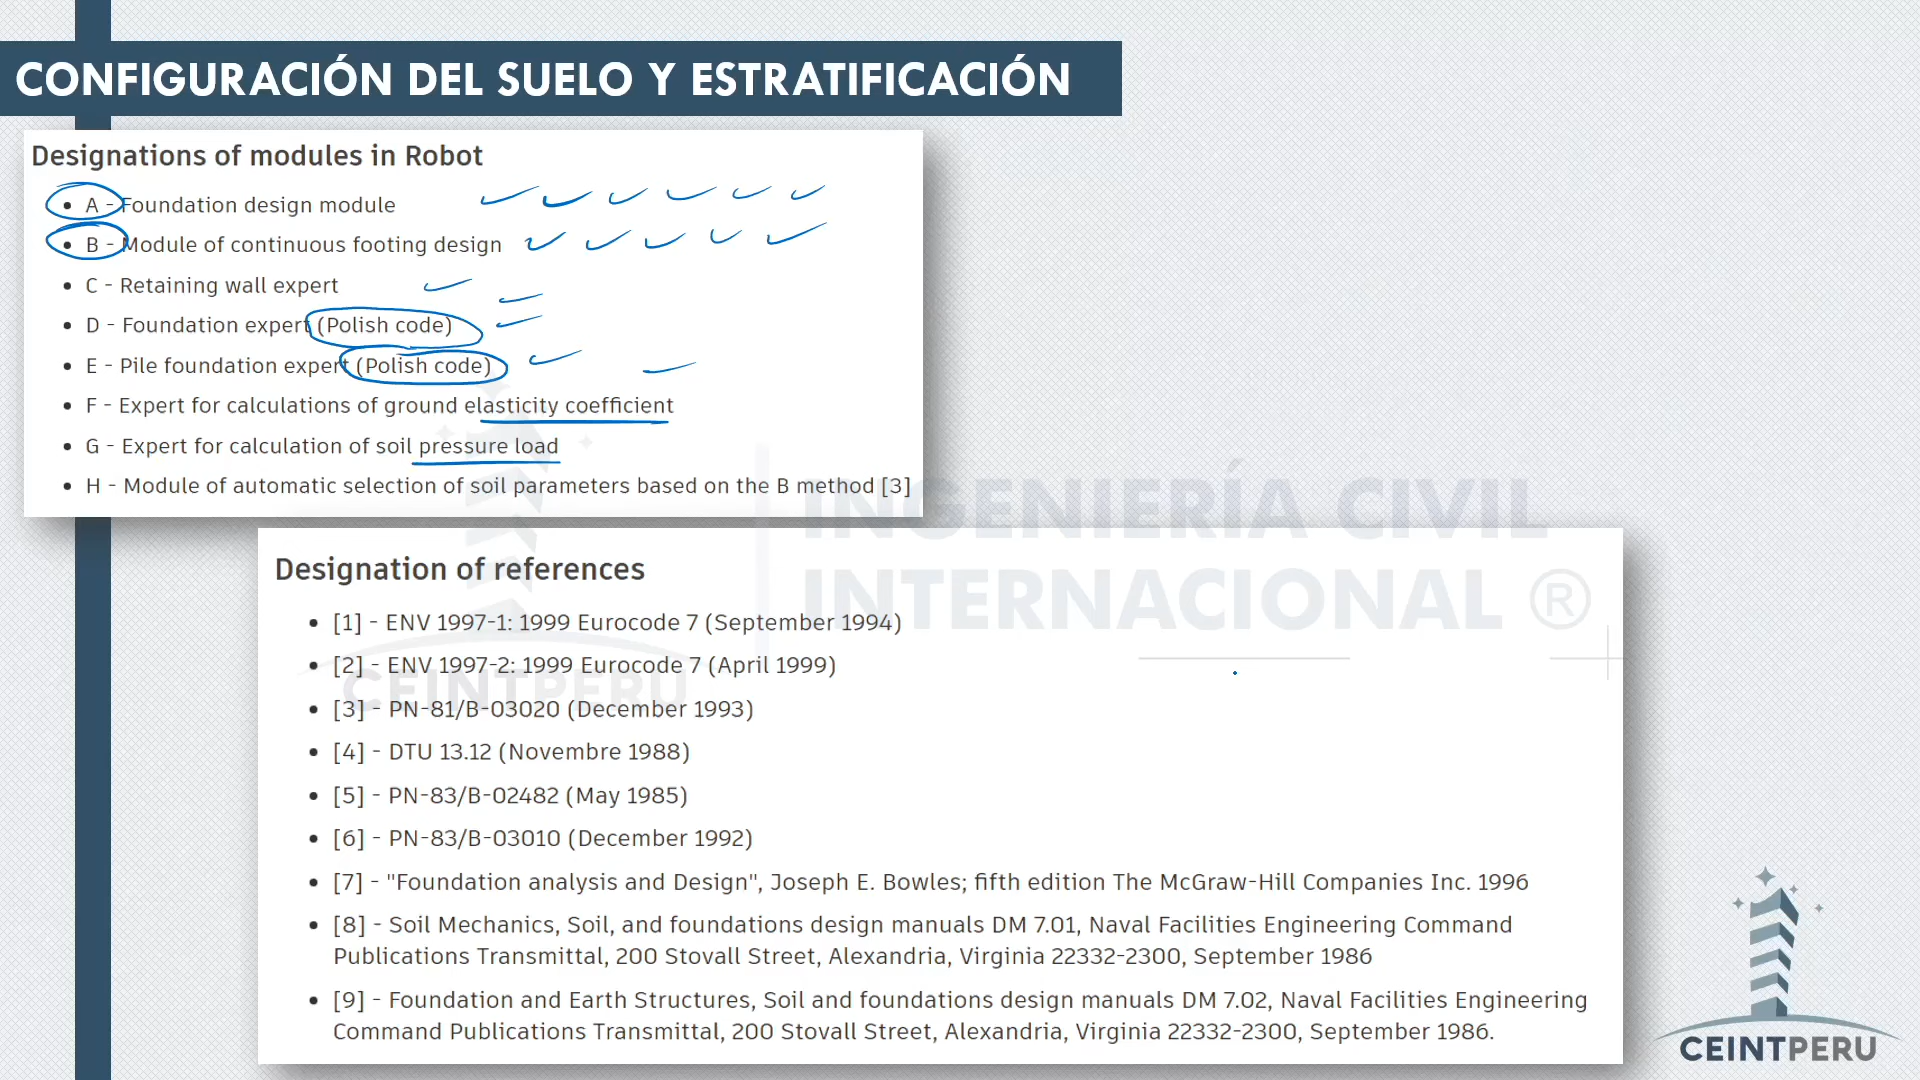 CONFIGURACIÓN DEL SUELO Y ESTRATIFICACIÓN
Designations of modules in Robot
• A - Foundation design module
• B - Module of continuous footing design
• C - Retaining wall expert
• D - Foundation expert (Polish code)
• E - Pile foundation expert (Polish code)
• F - Expert for calculations of ground elasticity coefficient
• G - Expert for calculation of soil pressure load
• H - Module of automatic selection of soil parameters based on the B method [3]
INGENIERÍA CIVIL
INTERNACIONAL ®
CEINTPERU
Designation of references
• [1] - ENV 1997-1: 1999 Eurocode 7 (September 1994)
• [2] - ENV 1997-2: 1999 Eurocode 7 (April 1999)
• [3] - PN-81/B-03020 (December 1993)
• [4] - DTU 13.12 (Novembre 1988)
• [5] - PN-83/B-02482 (May 1985)
• [6] - PN-83/B-03010 (December 1992)
• [7] - "Foundation analysis and Design", Joseph E. Bowles; fifth edition The McGraw-Hill Companies Inc. 1996
• [8] - Soil Mechanics, Soil, and foundations design manuals DM 7.01, Naval Facilities Engineering Command
Publications Transmittal, 200 Stovall Street, Alexandria, Virginia 22332-2300, September 1986
• [9] - Foundation and Earth Structures, Soil and foundations design manuals DM 7.02, Naval Facilities Engineering
Command Publications Transmittal, 200 Stovall Street, Alexandria, Virginia 22332-2300, September 1986.
CEINTPERU